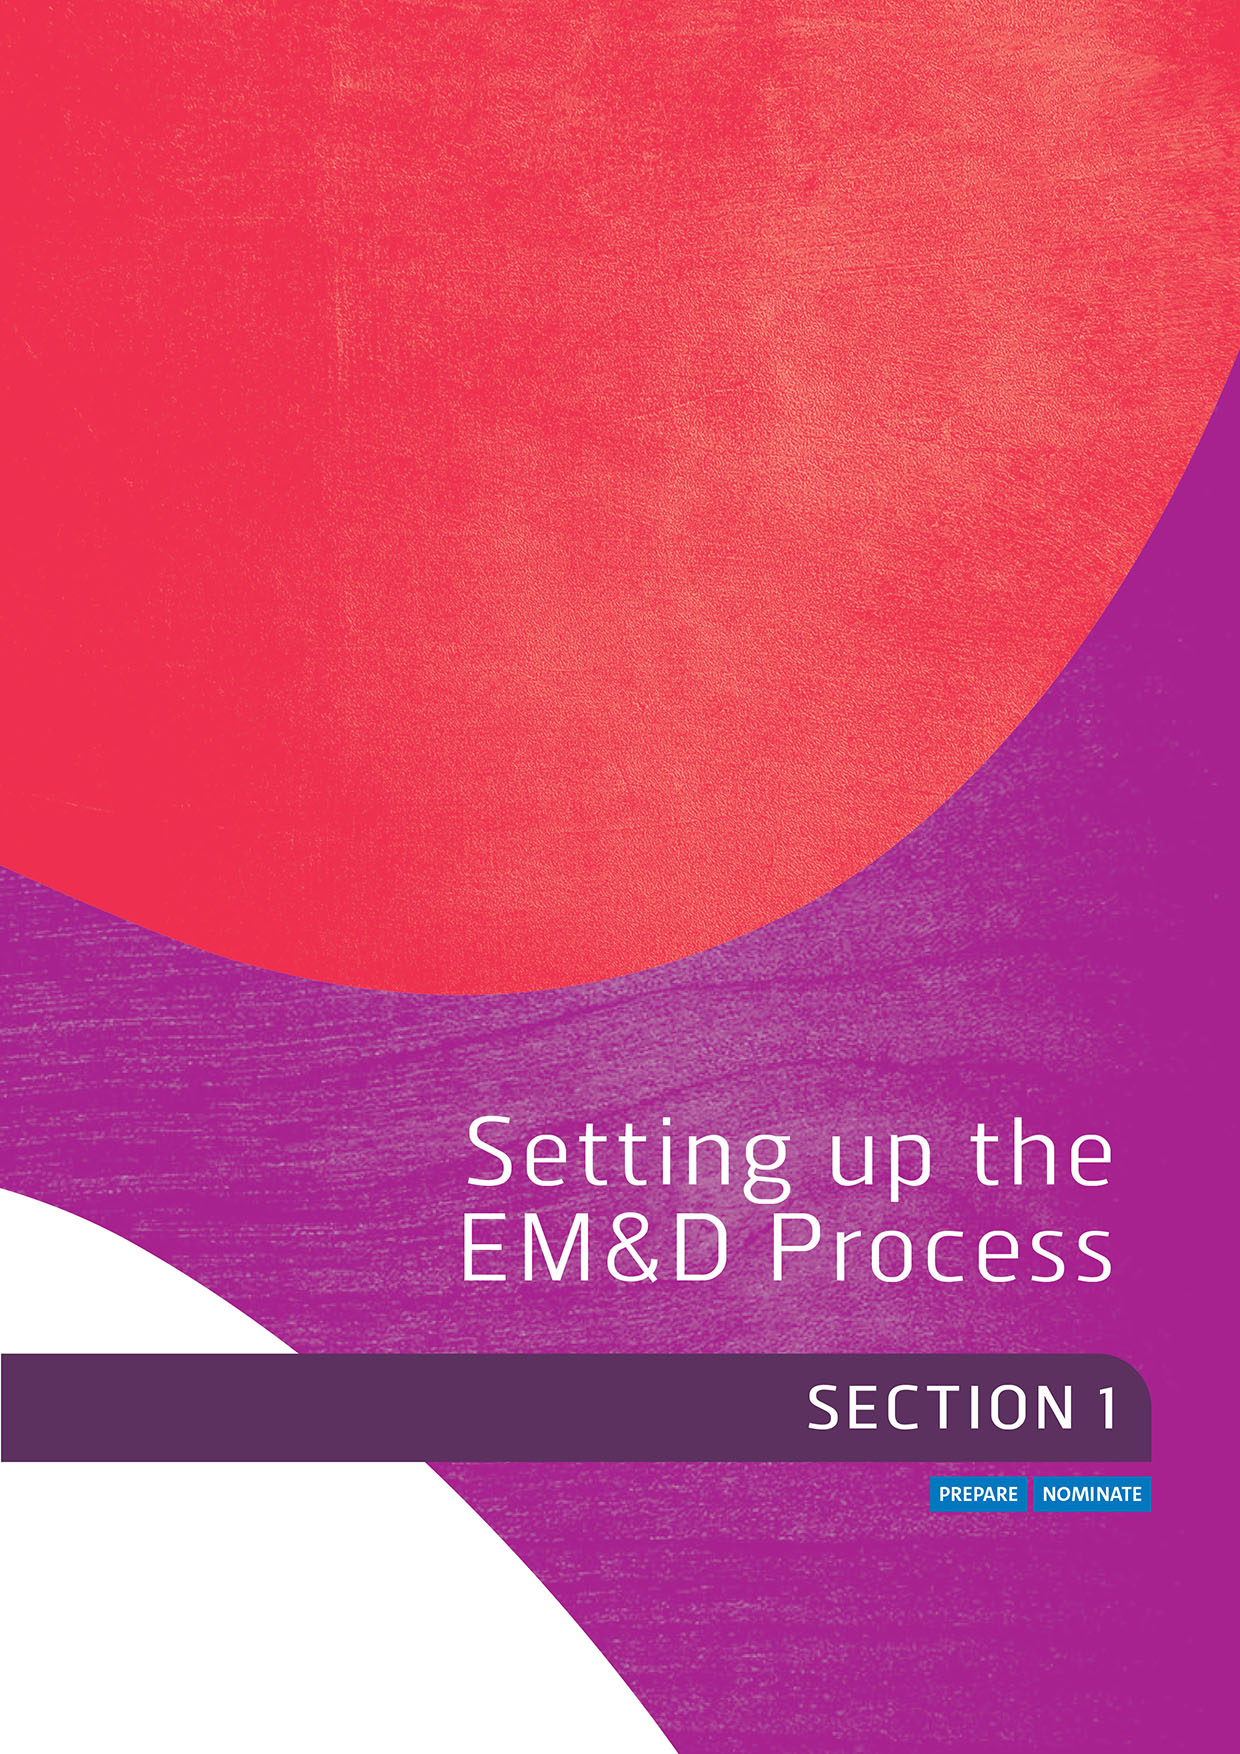 Setting up the
EM&D Process
SECTION 1
PREPARE NOMINATE